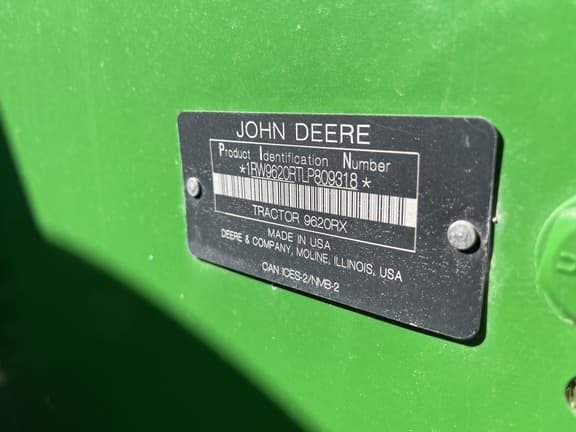 JOHN DEERE
Product Identification Number
*1RW9620RTLP809318*
TRACTOR 9620RX
MADE IN USA
DEERE & COMPANY, MOLINE, ILLINOIS, USA
CAN ICES-2/NMB-2